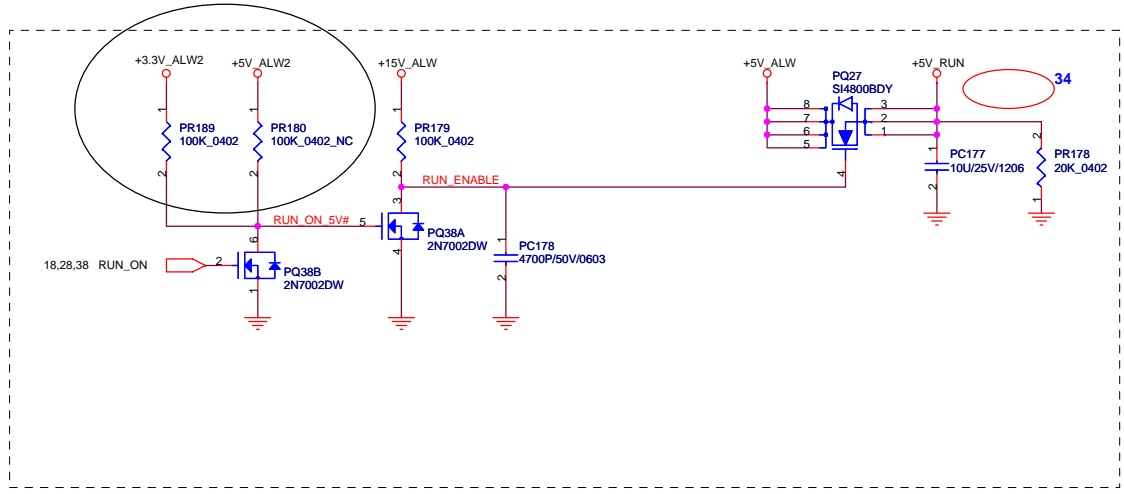 +3.3V_ALW2
+5V_ALW2
+15V_ALW
+5V_ALW
+5V_RUN
34
PQ27
SI4800BDY
1
PR189
100K_0402
2
1
PR180
100K_0402_NC
2
1
PR179
100K_0402
2
8
7
6
5
3
2
1
4
1
PC177
10U/25V/1206
2
2
PR178
20K_0402
1
RUN_ENABLE
RUN_ON_5V#
5
3
4
PQ38A
2N7002DW
1
PC178
4700P/50V/0603
2
18,28,38 RUN_ON
2
6
1
PQ38B
2N7002DW